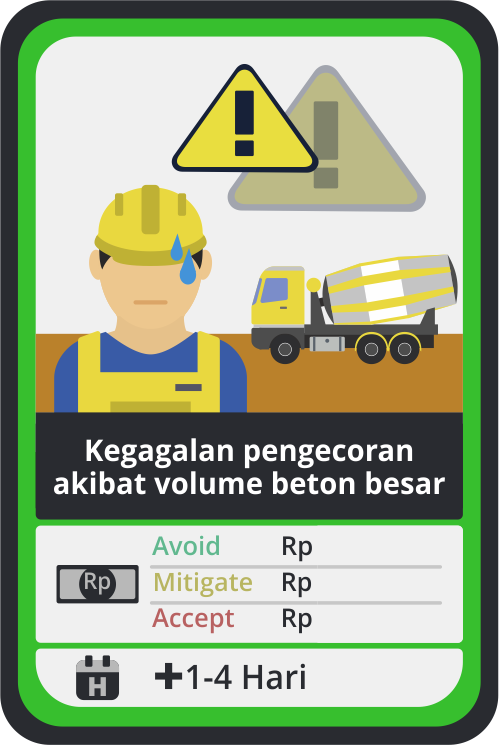 Kegagalan pengecoran
akibat volume beton besar
Avoid Rp
Rp Mitigate Rp
Accept Rp
H +1-4 Hari